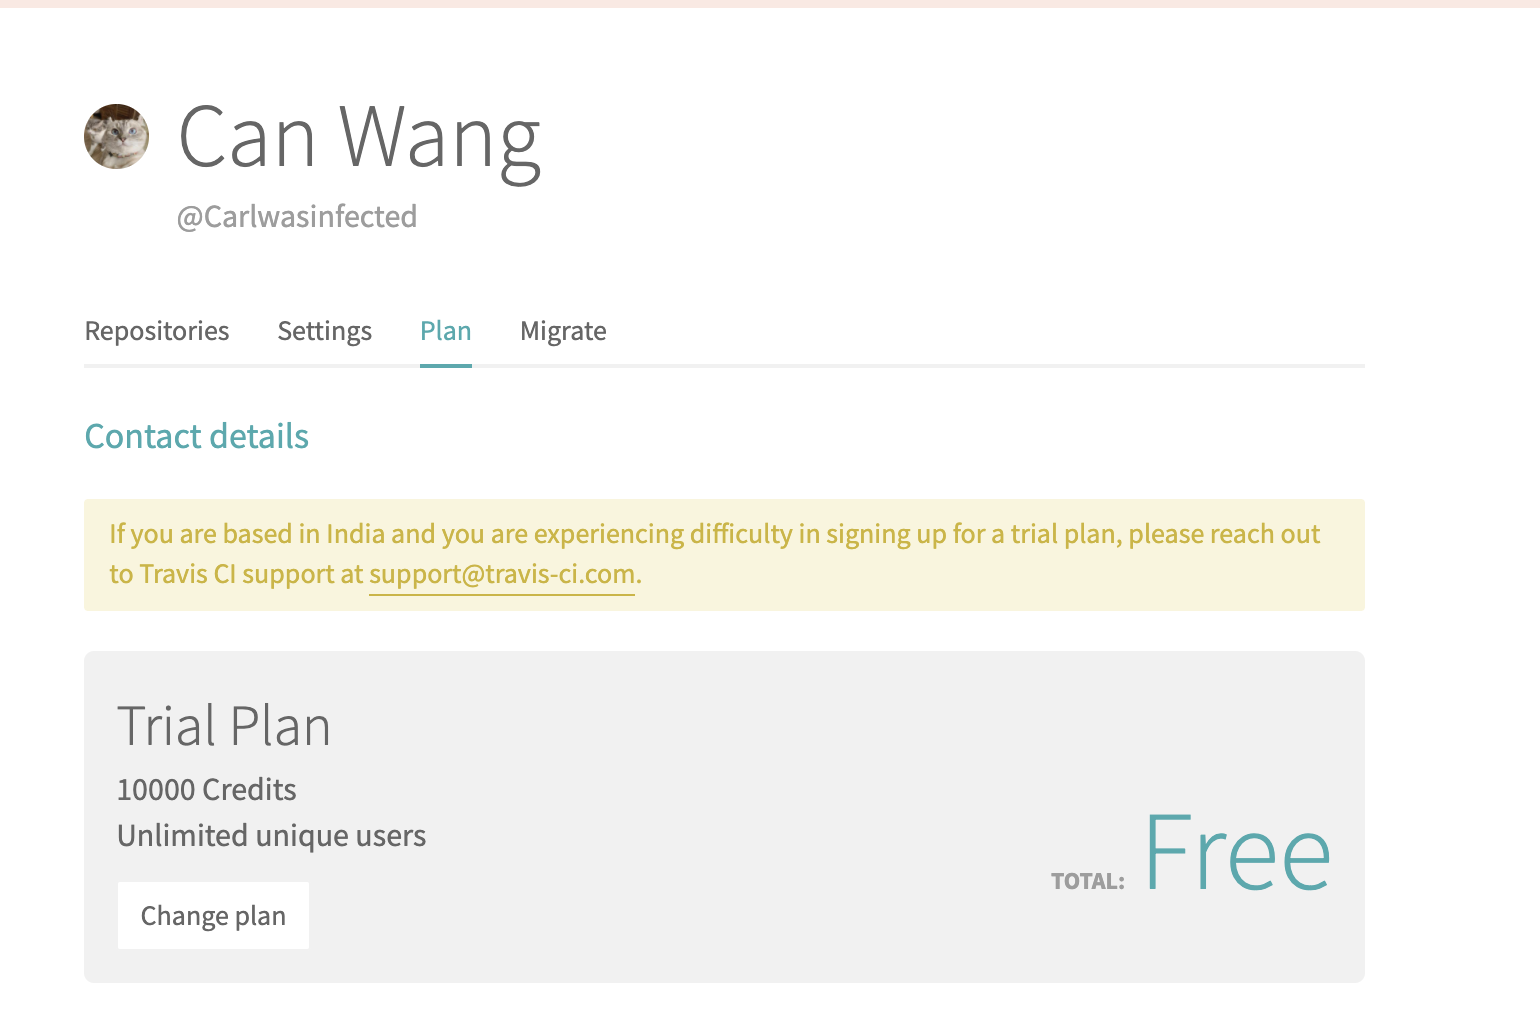 Can Wang
@Carlwasinfected
Repositories Settings Plan Migrate
Contact details
If you are based in India and you are experiencing difficulty in signing up for a trial plan, please reach out
to Travis CI support at support@travis-ci.com.
Trial Plan
10000 Credits
Unlimited unique users
TOTAL: Free
Change plan